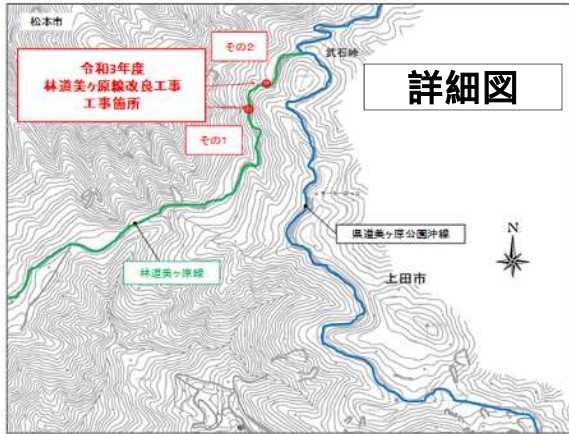 松本市
その2
武石峠
令和3年度
林道美ヶ原線改良工事
工事箇所
詳細図
その1
県道美ヶ原公園沖線
N
林道美ヶ原線
上田市